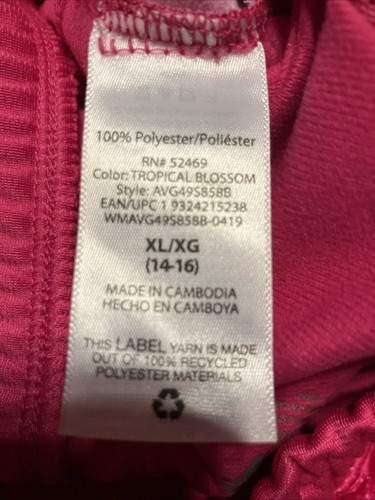 100% Polyester/Poliéster
RN# 52469
Color: TROPICAL BLOSSOM
Style: AVG49S858B
EAN/UPC 1 9324215238
WMAVG49S858B-0419
XL/XG
(14-16)
MADE IN CAMBODIA
HECHO EN CAMBOYA
THIS LABEL YARN IS MADE
OUT OF 100% RECYCLED
POLYESTER MATERIALS